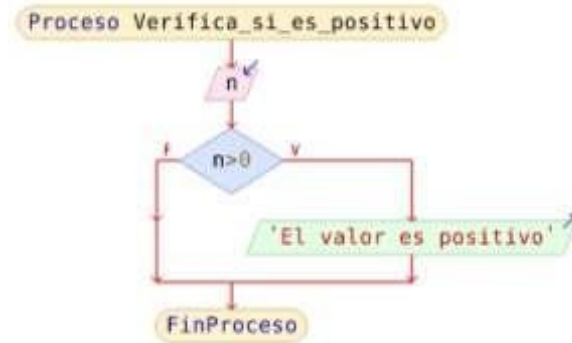 Proceso Verifica_si_es_positivo
n
n>0
f
v
'El valor es positivo'
FinProceso